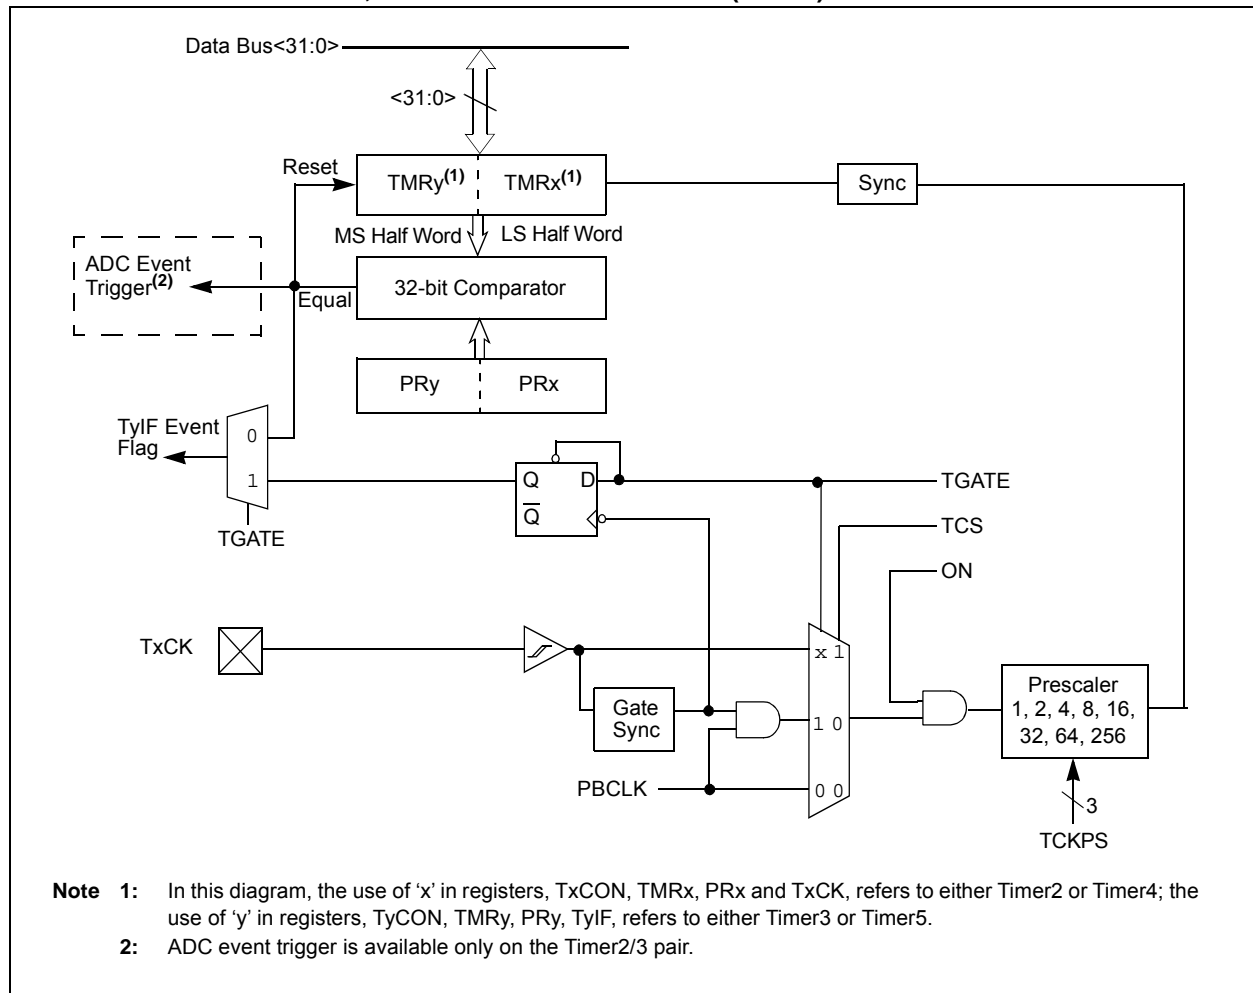 Data Bus<31:0>
<31:0>
Reset
TMRy(1)
TMRx(1)
Sync
MS Half Word
LS Half Word
ADC Event
Trigger(2)
Equal
32-bit Comparator
PRy
PRx
TyIF Event
Flag
0
1
TGATE
Q
D
Q
TGATE
TCS
ON
TxCK
x 1
Gate
Sync
1 0
Prescaler
1, 2, 4, 8, 16,
32, 64, 256
PBCLK
0 0
3
TCKPS
Note 1: In this diagram, the use of ‘x’ in registers, TxCON, TMRx, PRx and TxCK, refers to either Timer2 or Timer4; the
use of ‘y’ in registers, TyCON, TMRy, PRy, TyIF, refers to either Timer3 or Timer5.
2: ADC event trigger is available only on the Timer2/3 pair.